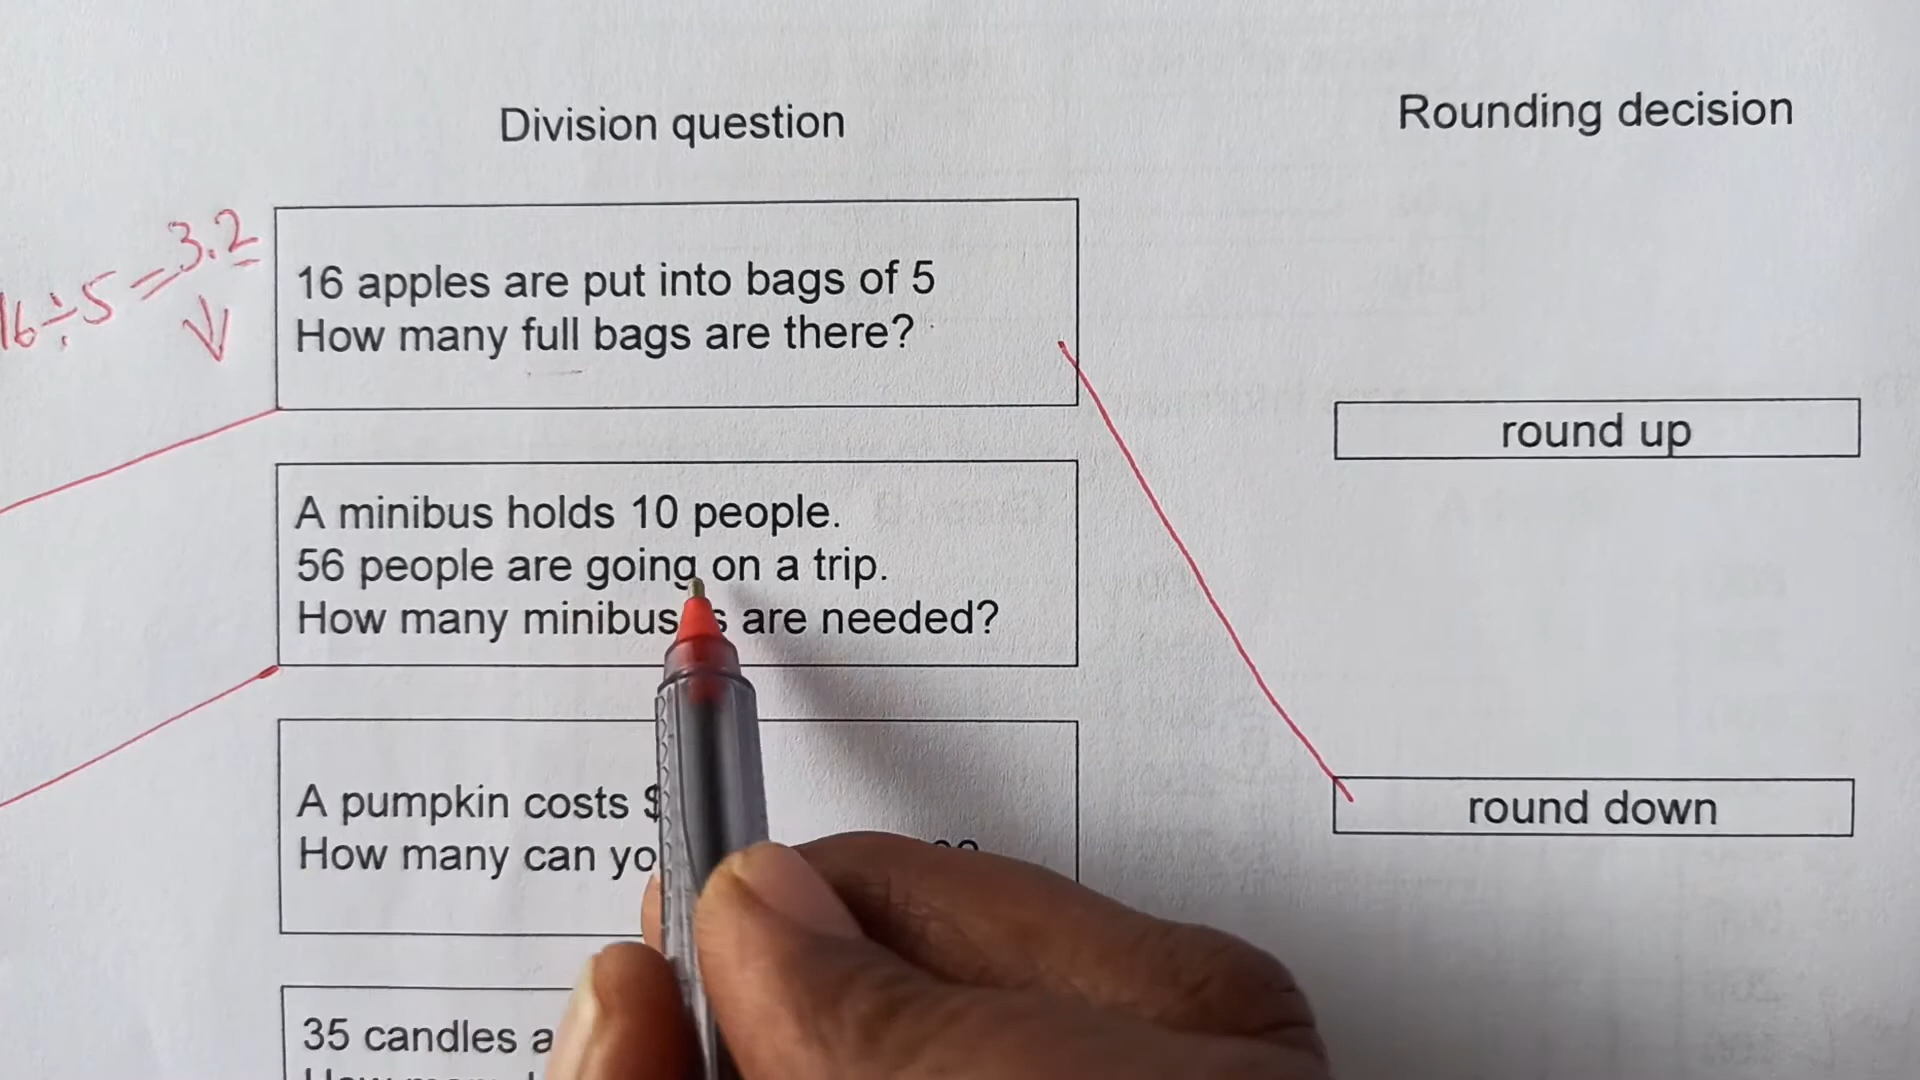 Division question
Rounding decision
16÷5=3.2
16 apples are put into bags of 5
How many full bags are there?
round up
A minibus holds 10 people.
56 people are going on a trip.
How many are needed?
A pumpkin costs $
How many can
round down
35 candles